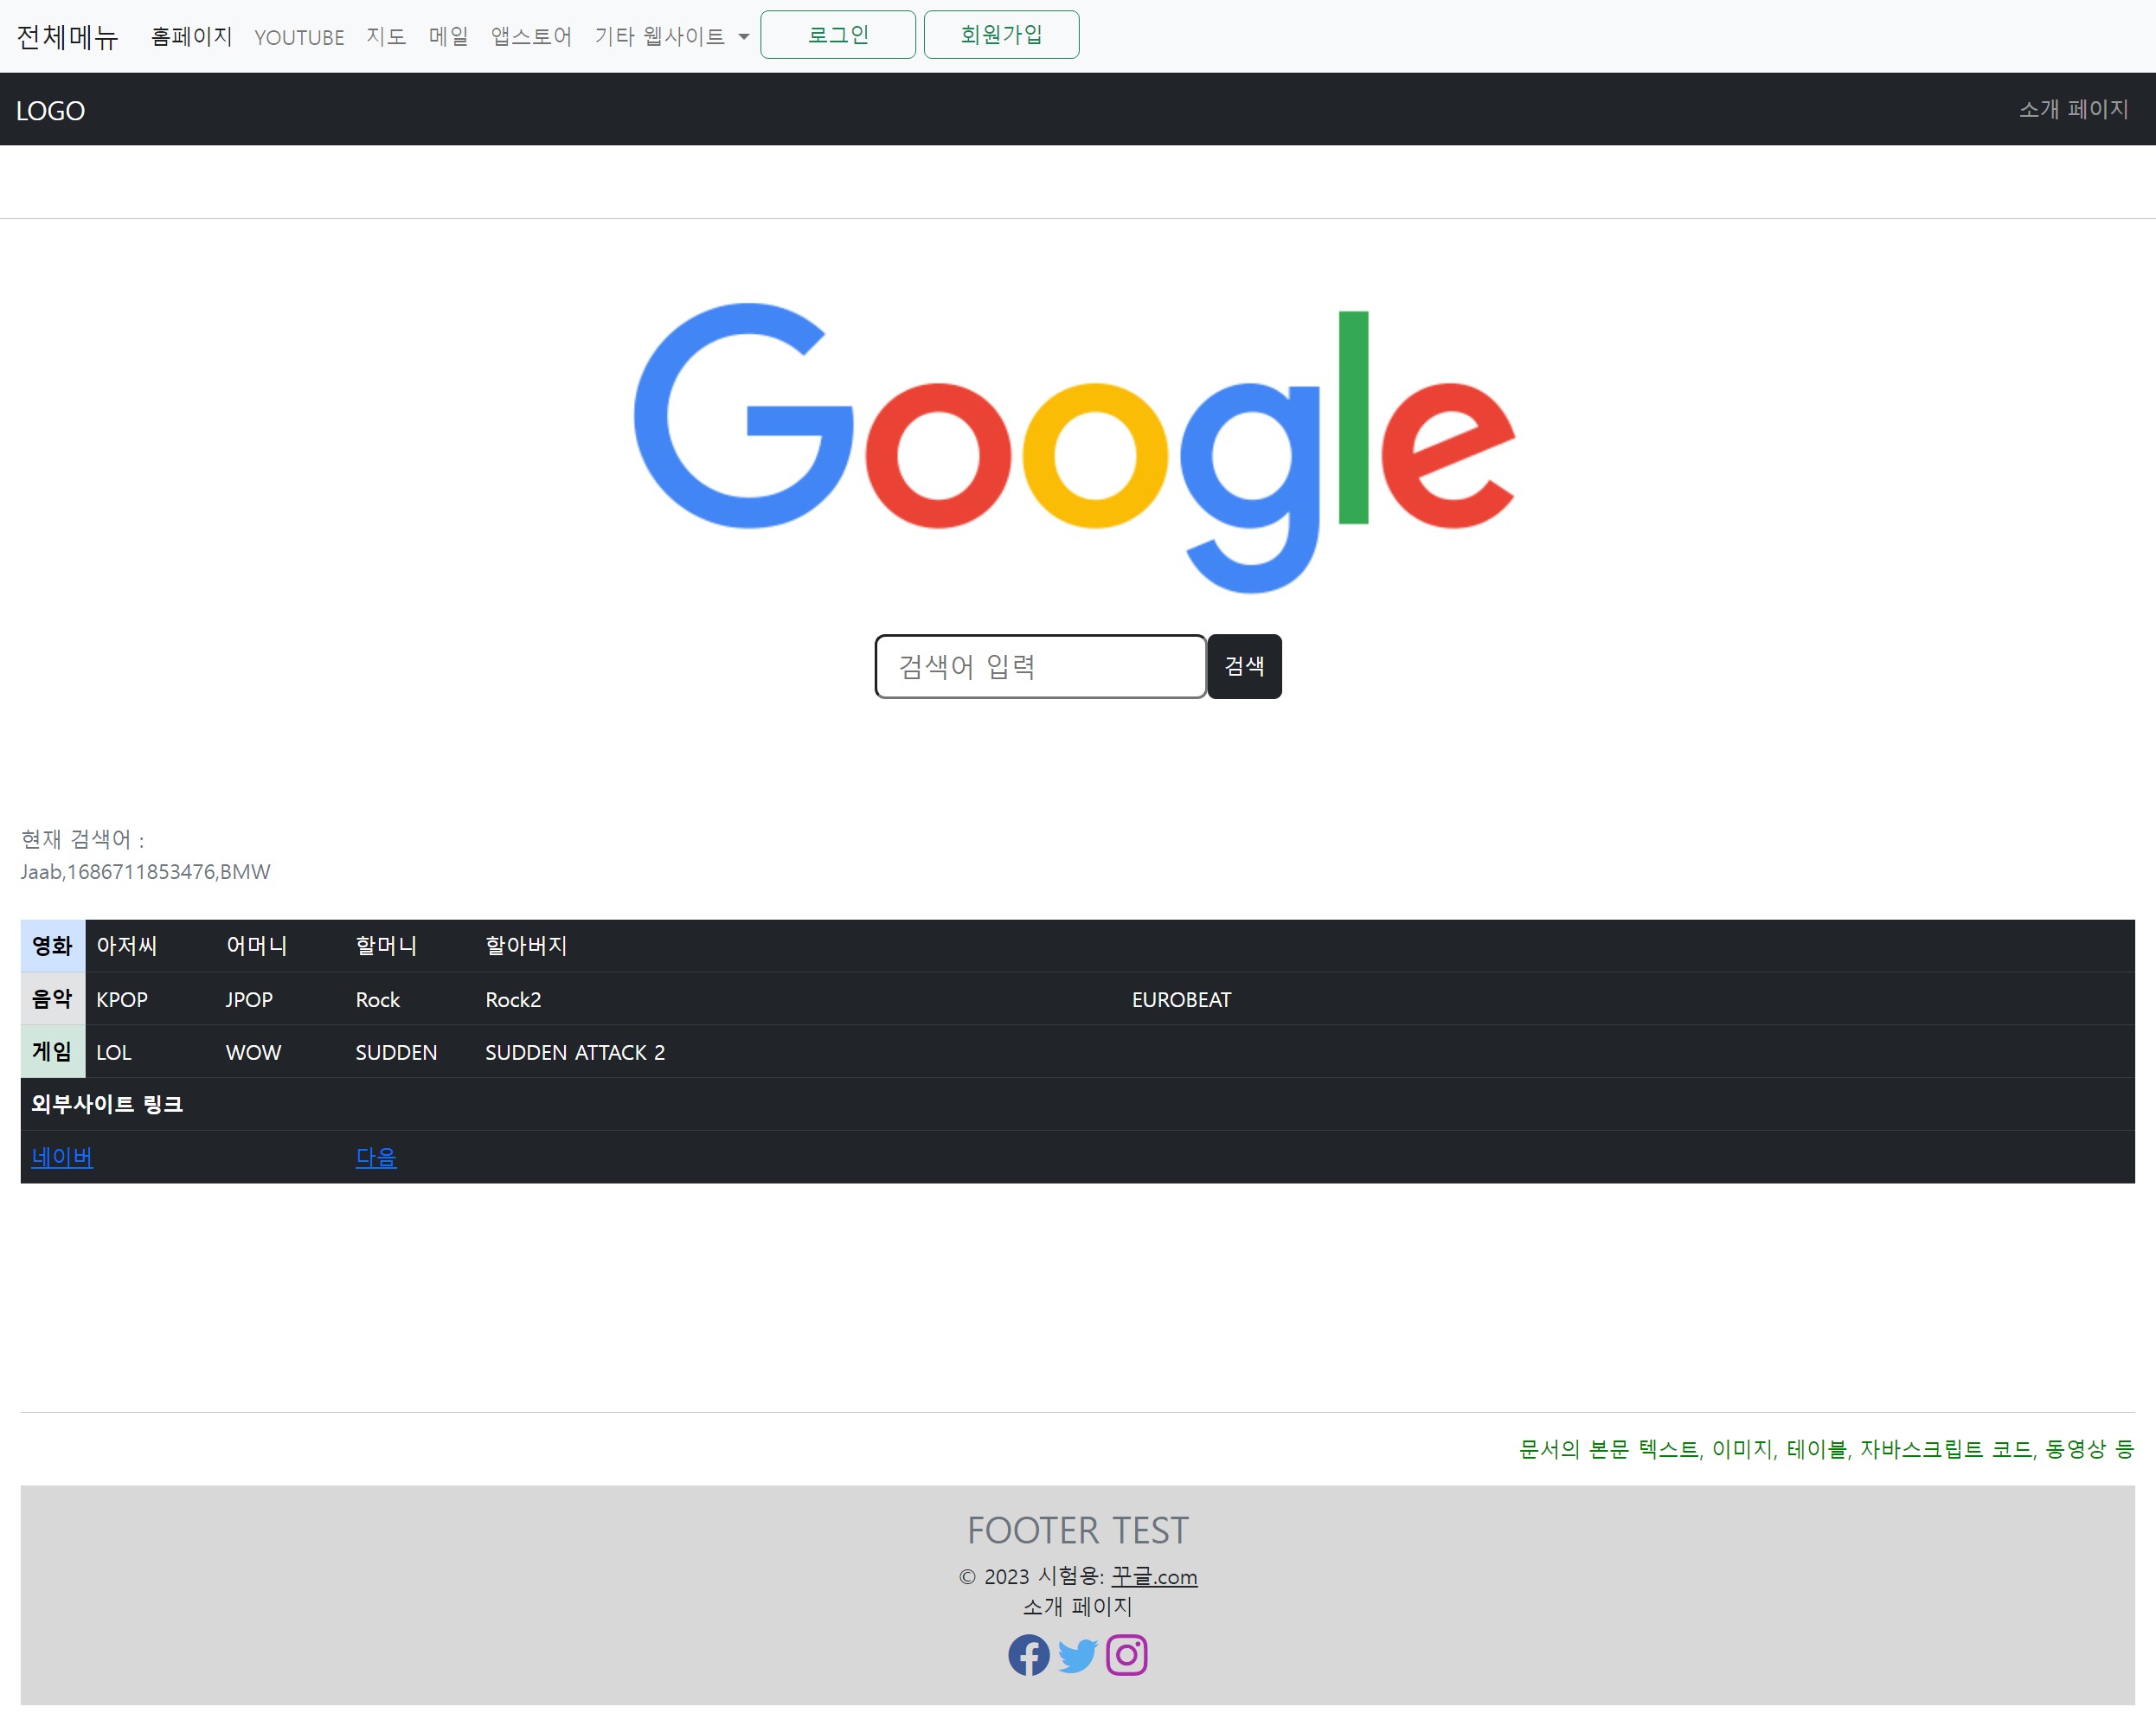 전체메뉴 홈페이지 YOUTUBE 지도 메일 앱스토어 기타 웹사이트 로그인 회원가입
LOGO 소개 페이지
Google
검색어 입력 검색
현재 검색어 :
Jaab,1686711853476,BMW
영화 아저씨 어머니 할머니 할아버지
음악 KPOP JPOP Rock Rock2 EUROBEAT
게임 LOL WOW SUDDEN SUDDEN ATTACK 2
외부사이트 링크
네이버 다음
문서의 본문 텍스트, 이미지, 테이블, 자바스크립트 코드, 동영상 등
FOOTER TEST
© 2023 시험용: 꾸글.com
소개 페이지